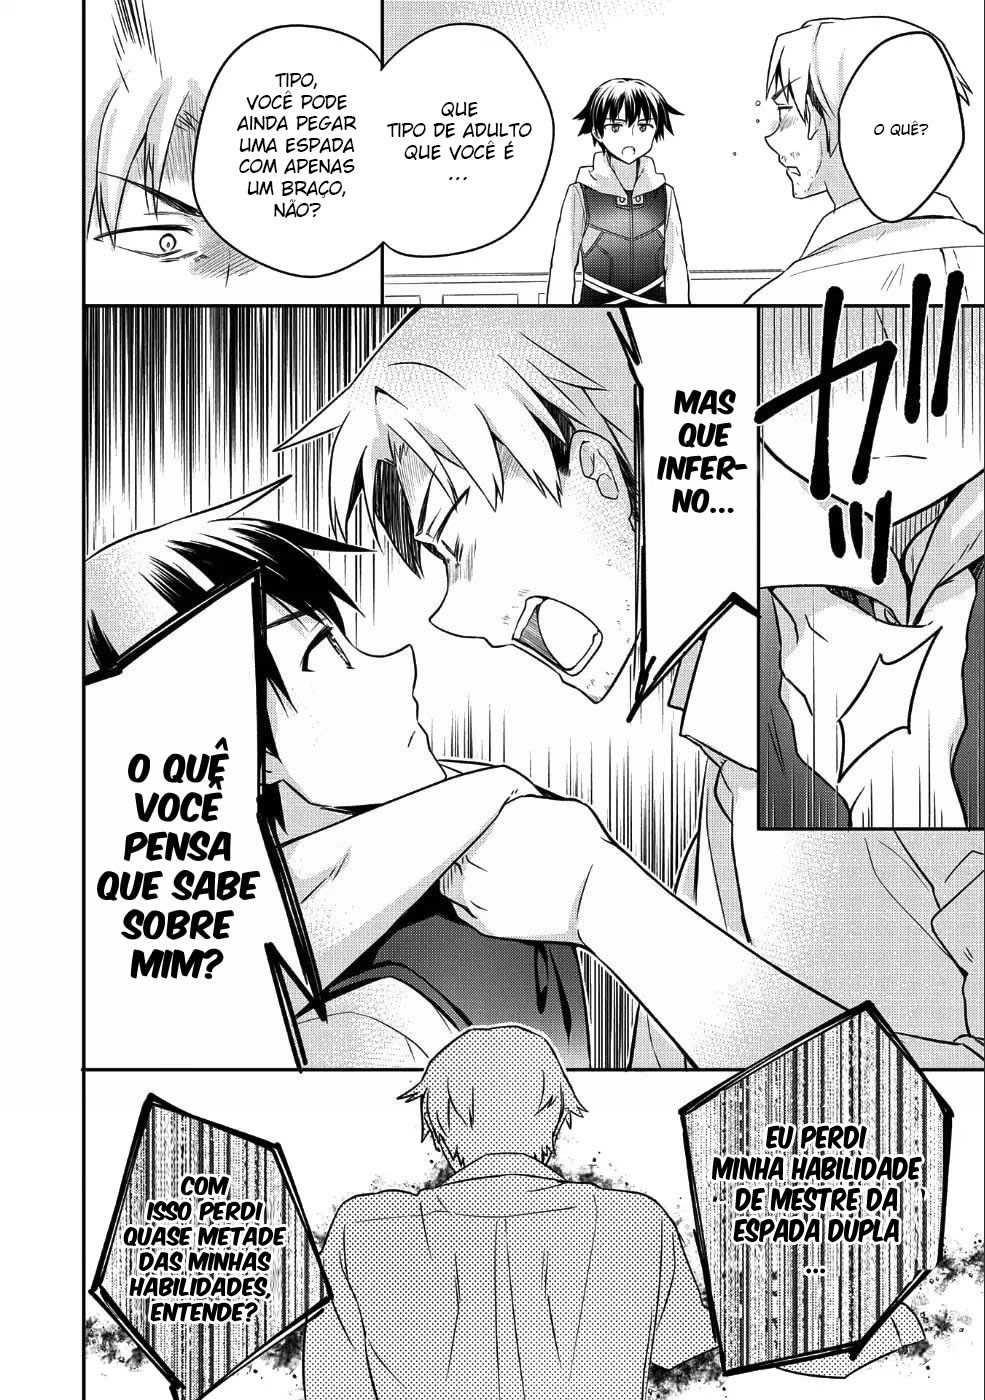 O QUÊ?
QUE
TIPO DE ADULTO
QUE VOCÊ É
...
TIPO,
VOCÊ PODE
AINDA PEGAR
UMA ESPADA
COM APENAS
UM BRAÇO,
NÃO?
ガッ
MAS
QUE
INFER-
NO...
O QUÊ
VOCÊ
PENSA
QUE SABE
SOBRE
MIM?
EU PERDI
MINHA HABILIDADE
DE MESTRE DA
ESPADA DUPLA
...
COM
ISSO PERDI
QUASE METADE
DAS MINHAS
HABILIDADES,
ENTENDE?